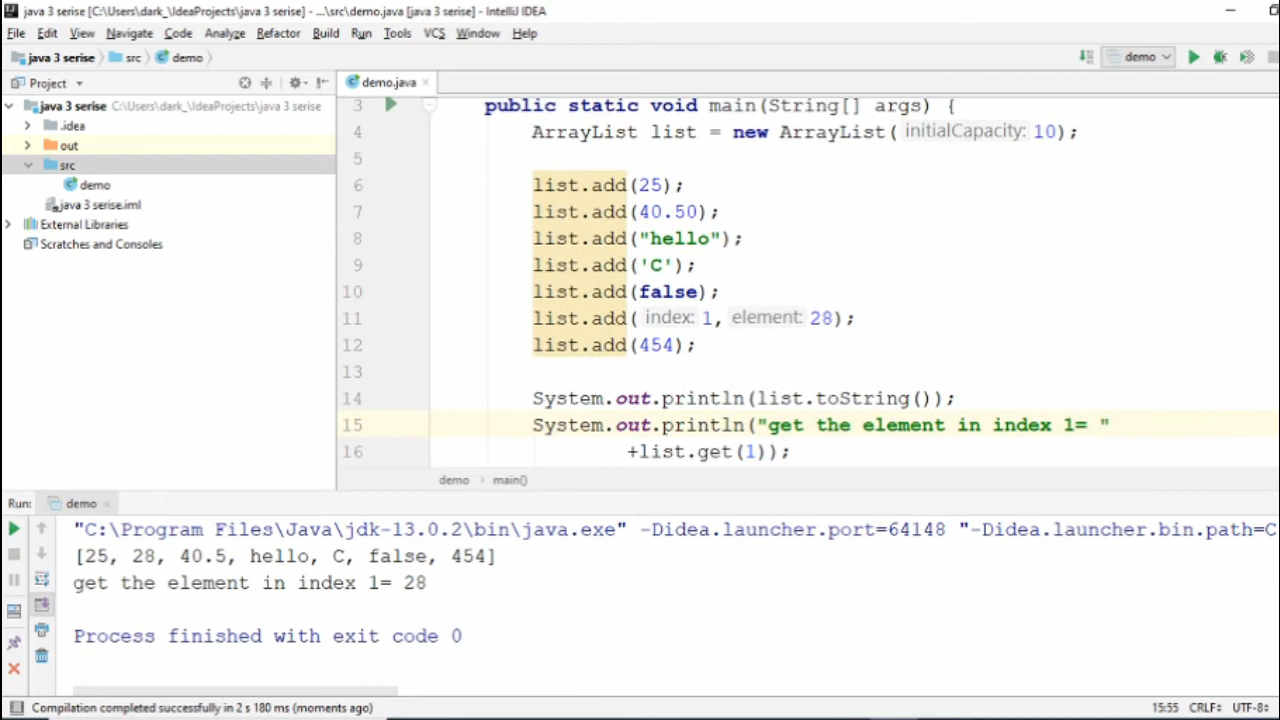 java 3 serise [C:\Users\dark_\IdeaProjects\java 3 serise] - ...\src\demo.java [java 3 serise] - IntelliJ IDEA
File Edit View Navigate Code Analyze Refactor Build Run Tools VCS Window Help
java 3 serise src demo demo
Project
demo.java
java 3 serise C:\Users\dark_\IdeaProjects\java 3 serise
.idea
out
src
demo
java 3 serise.iml
External Libraries
Scratches and Consoles
3 public static void main(String[] args) {
4 ArrayList list = new ArrayList( initialCapacity: 10);
5
6 list.add(25);
7 list.add(40.50);
8 list.add("hello");
9 list.add('C');
10 list.add(false);
11 list.add( index: 1, element: 28);
12 list.add(454);
13
14 System.out.println(list.toString());
15 System.out.println("get the element in index 1= "
16 +list.get(1));
demo main()
Run: demo
"C:\Program Files\Java\jdk-13.0.2\bin\java.exe" -Didea.launcher.port=64148 "-Didea.launcher.bin.path=C
[25, 28, 40.5, hello, C, false, 454]
get the element in index 1= 28
Process finished with exit code 0
Compilation completed successfully in 2 s 180 ms (moments ago) 15:55 CRLF UTF-8